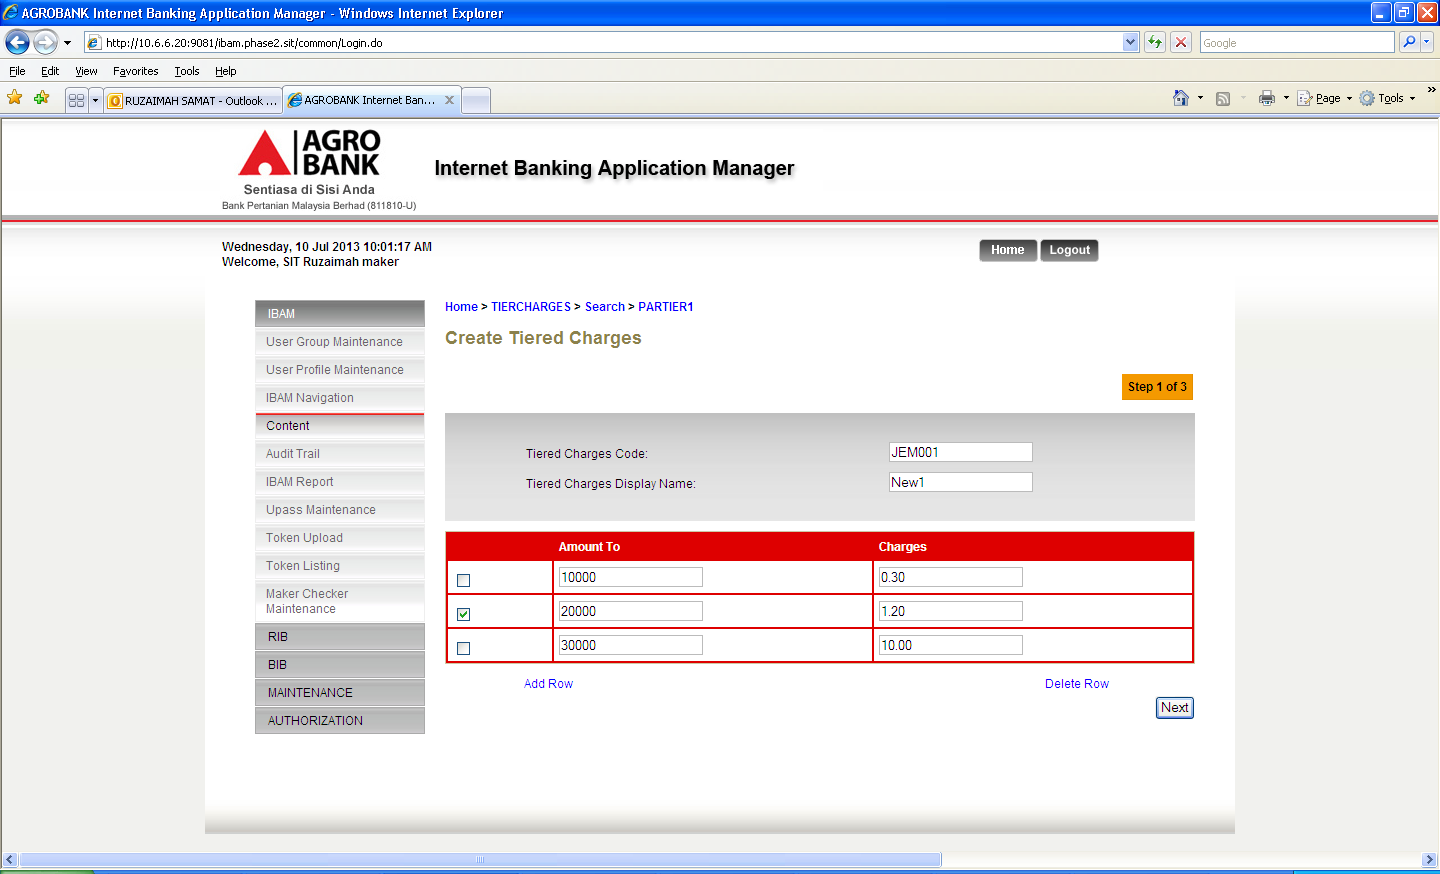 AGROBANK Internet Banking Application Manager - Windows Internet Explorer
http://10.6.6.20:9081/ibam.phase2.sit/common/Login.do
Google
File Edit View Favorites Tools Help
RUZAIMAH SAMAT - Outlook ...
AGROBANK Internet Ban...
Page
Tools
AGRO
BANK
Sentiasa di Sisi Anda
Bank Pertanian Malaysia Berhad (811810-U)
Internet Banking Application Manager
Wednesday, 10 Jul 2013 10:01:17 AM
Welcome, SIT Ruzaimah maker
Home
Logout
IBAM
User Group Maintenance
User Profile Maintenance
IBAM Navigation
Content
Audit Trail
IBAM Report
Upass Maintenance
Token Upload
Token Listing
Maker Checker
Maintenance
RIB
BIB
MAINTENANCE
AUTHORIZATION
Home > TIERCHARGES > Search > PARTIER1
Create Tiered Charges
Step 1 of 3
Tiered Charges Code: JEM001
Tiered Charges Display Name: New1
Amount To Charges
10000 0.30
20000 1.20
30000 10.00
Add Row Delete Row
Next